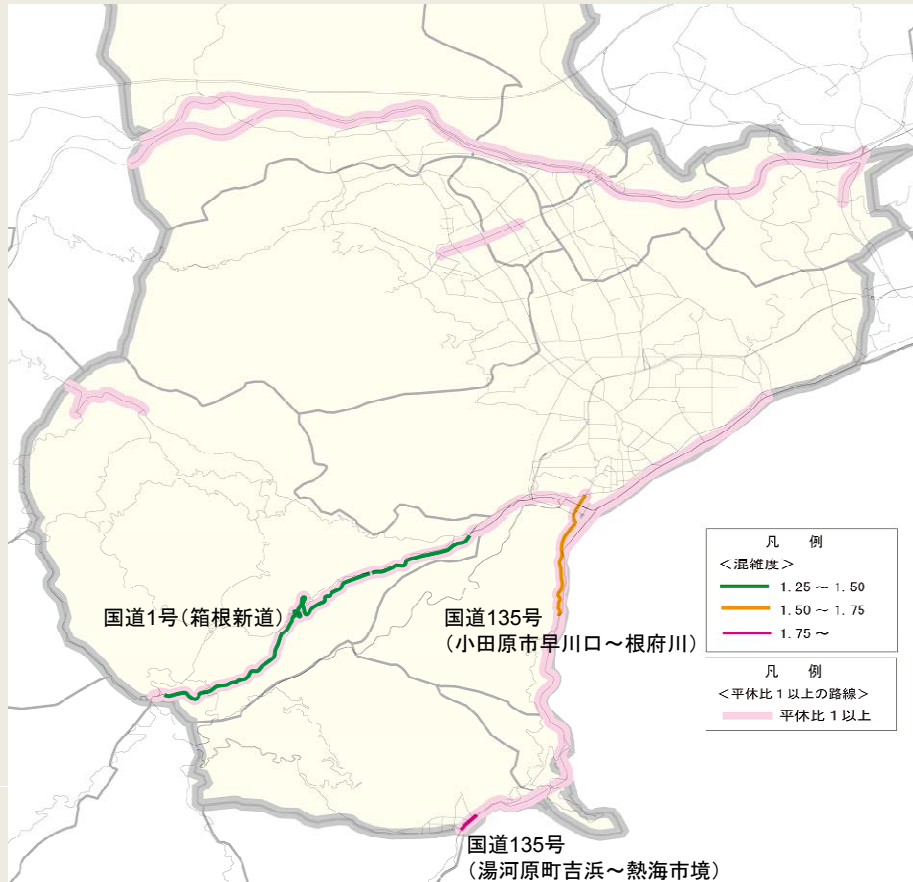 国道1号(箱根新道)
国道135号
(小田原市早川口～根府川)
国道135号
(湯河原町吉浜～熱海市境)
凡 例
<混雑度>
1.25 ～ 1.50
1.50 ～ 1.75
1.75 ～
凡 例
<平休比１以上の路線>
平休比１以上